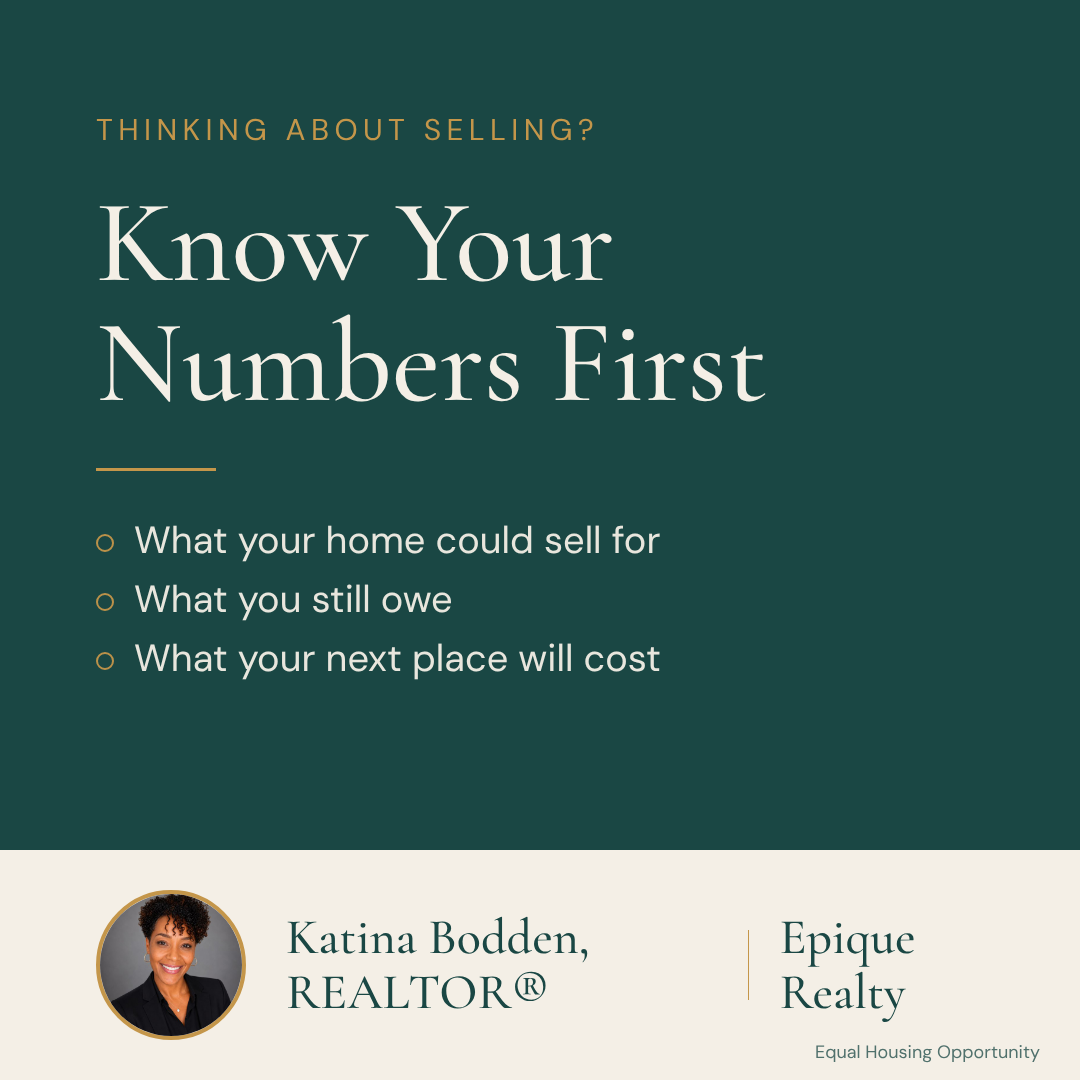 THINKING ABOUT SELLING?
Know Your
Numbers First
What your home could sell for
What you still owe
What your next place will cost
Katina Bodden,
REALTOR®
Epique
Realty
Equal Housing Opportunity